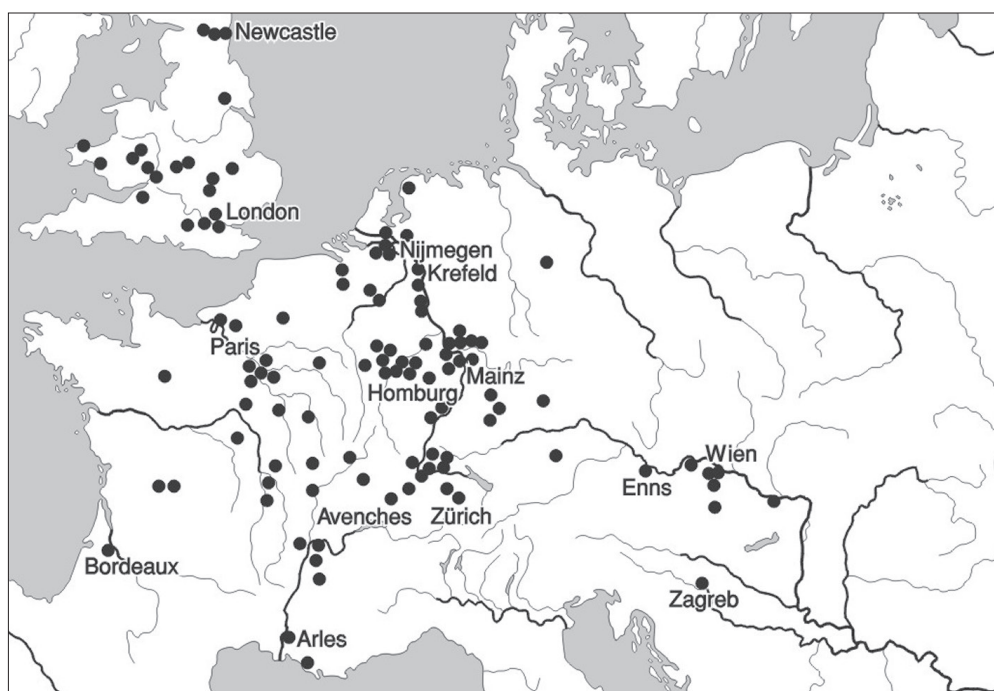 Newcastle
London
Nijmegen
Krefeld
Paris
Mainz
Homburg
Wien
Enns
Avenches
Zürich
Bordeaux
Zagreb
Arles